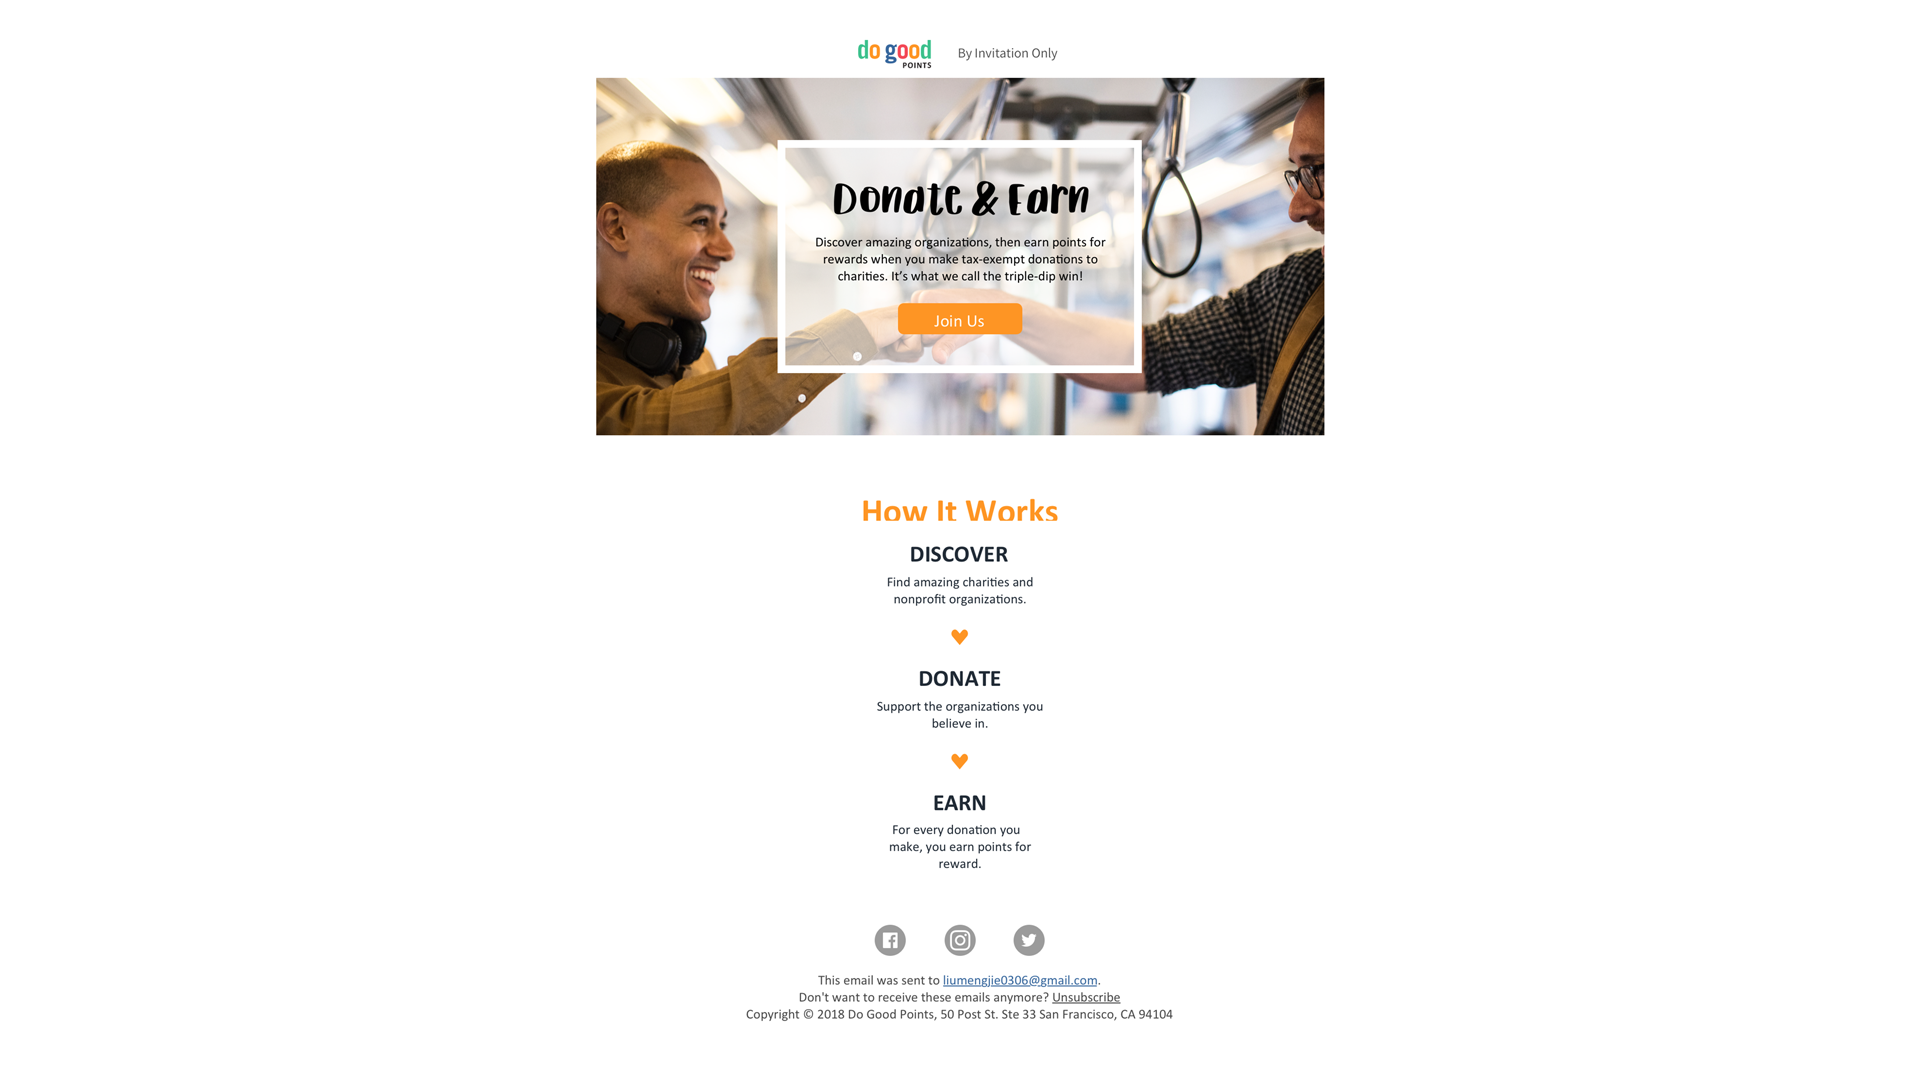 do good
POINTS
By Invitation Only
Donate & Earn
Discover amazing organizations, then earn points for
rewards when you make tax-exempt donations to
charities. It's what we call the triple-dip win!
Join Us
How It Works
DISCOVER
Find amazing charities and
nonprofit organizations.
DONATE
Support the organizations you
believe in.
EARN
For every donation you
make, you earn points for
reward.
This email was sent to liumengjie0306@gmail.com.
Don't want to receive these emails anymore? Unsubscribe
Copyright © 2018 Do Good Points, 50 Post St. Ste 33 San Francisco, CA 94104